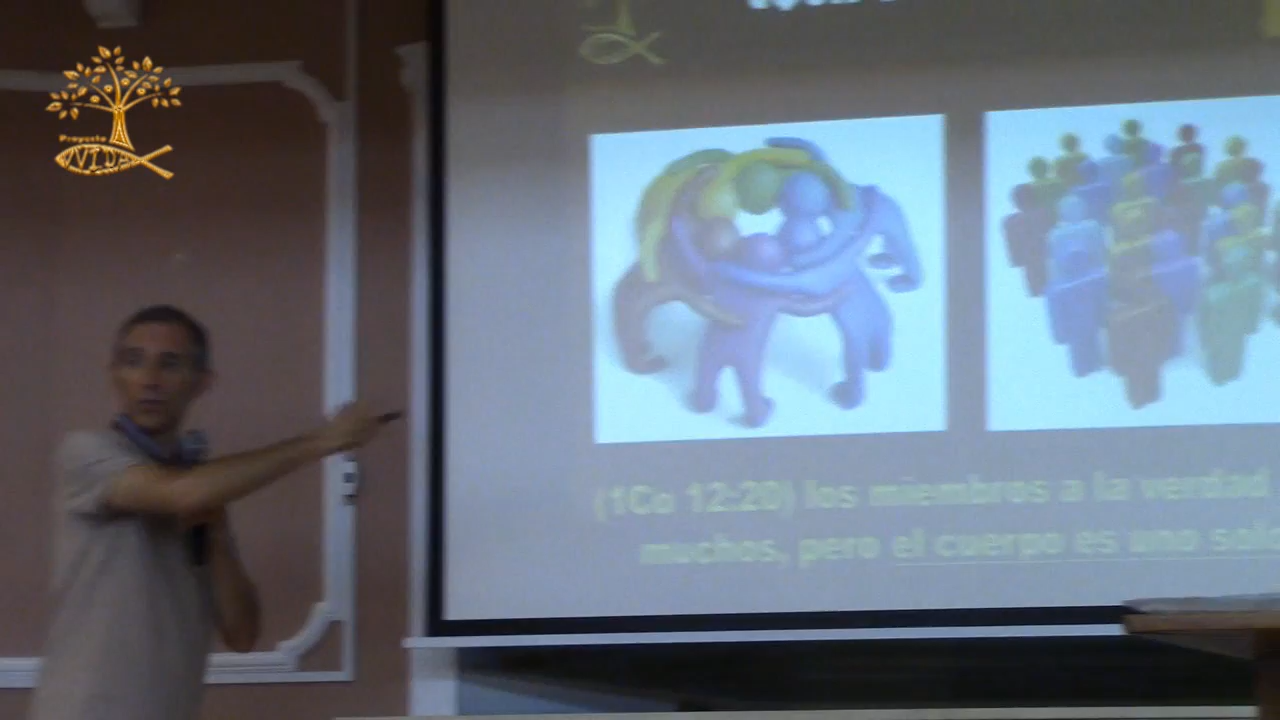 Proyecto
VIDA
(1Co 12:20) los miembros a la verdad
muchos, pero el cuerpo es uno solo